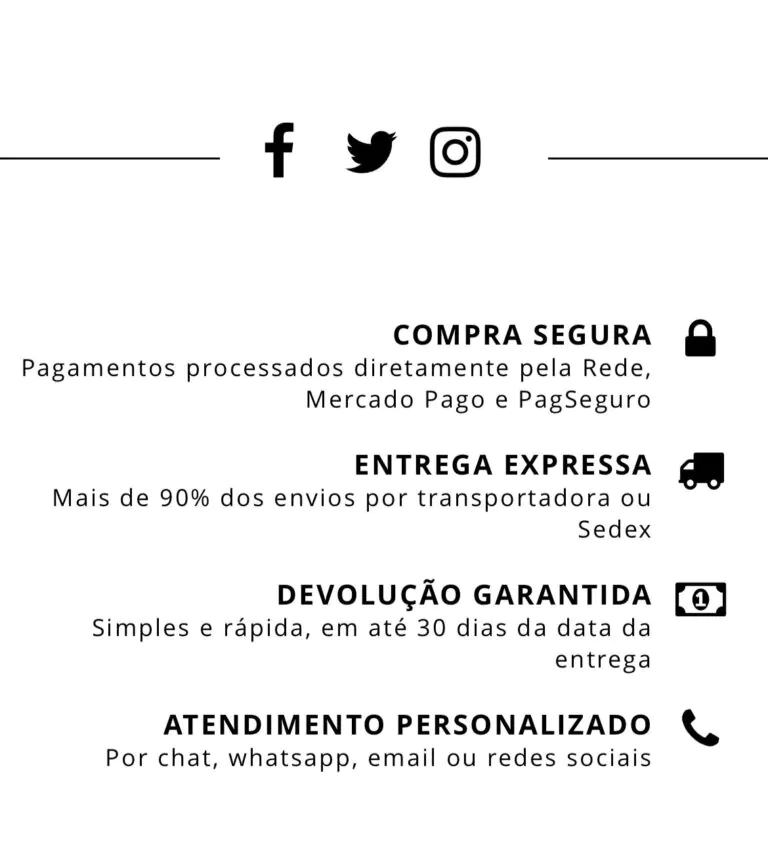 COMPRA SEGURA
Pagamentos processados diretamente pela Rede,
Mercado Pago e PagSeguro
ENTREGA EXPRESSA
Mais de 90% dos envios por transportadora ou
Sedex
DEVOLUÇÃO GARANTIDA
Simples e rápida, em até 30 dias da data da
entrega
ATENDIMENTO PERSONALIZADO
Por chat, whatsapp, email ou redes sociais